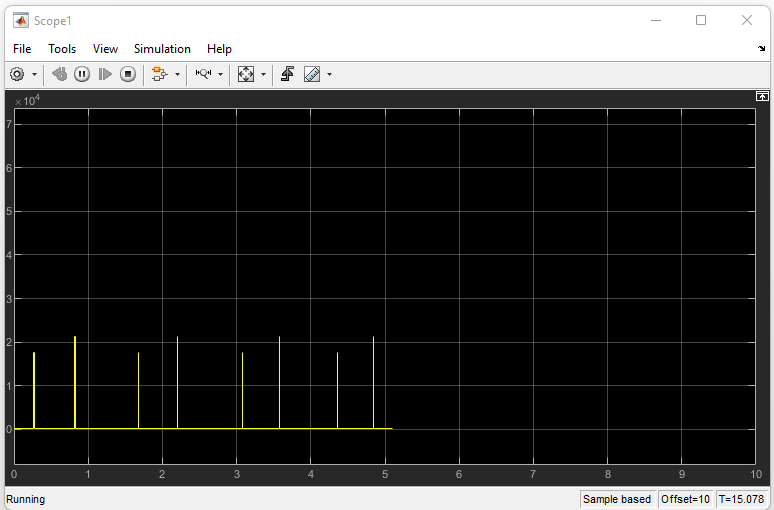 Scope1
File Tools View Simulation Help
×10⁴
7
6
5
4
3
2
1
0
0 1 2 3 4 5 6 7 8 9 10
Running Sample based Offset=10 T=15.078